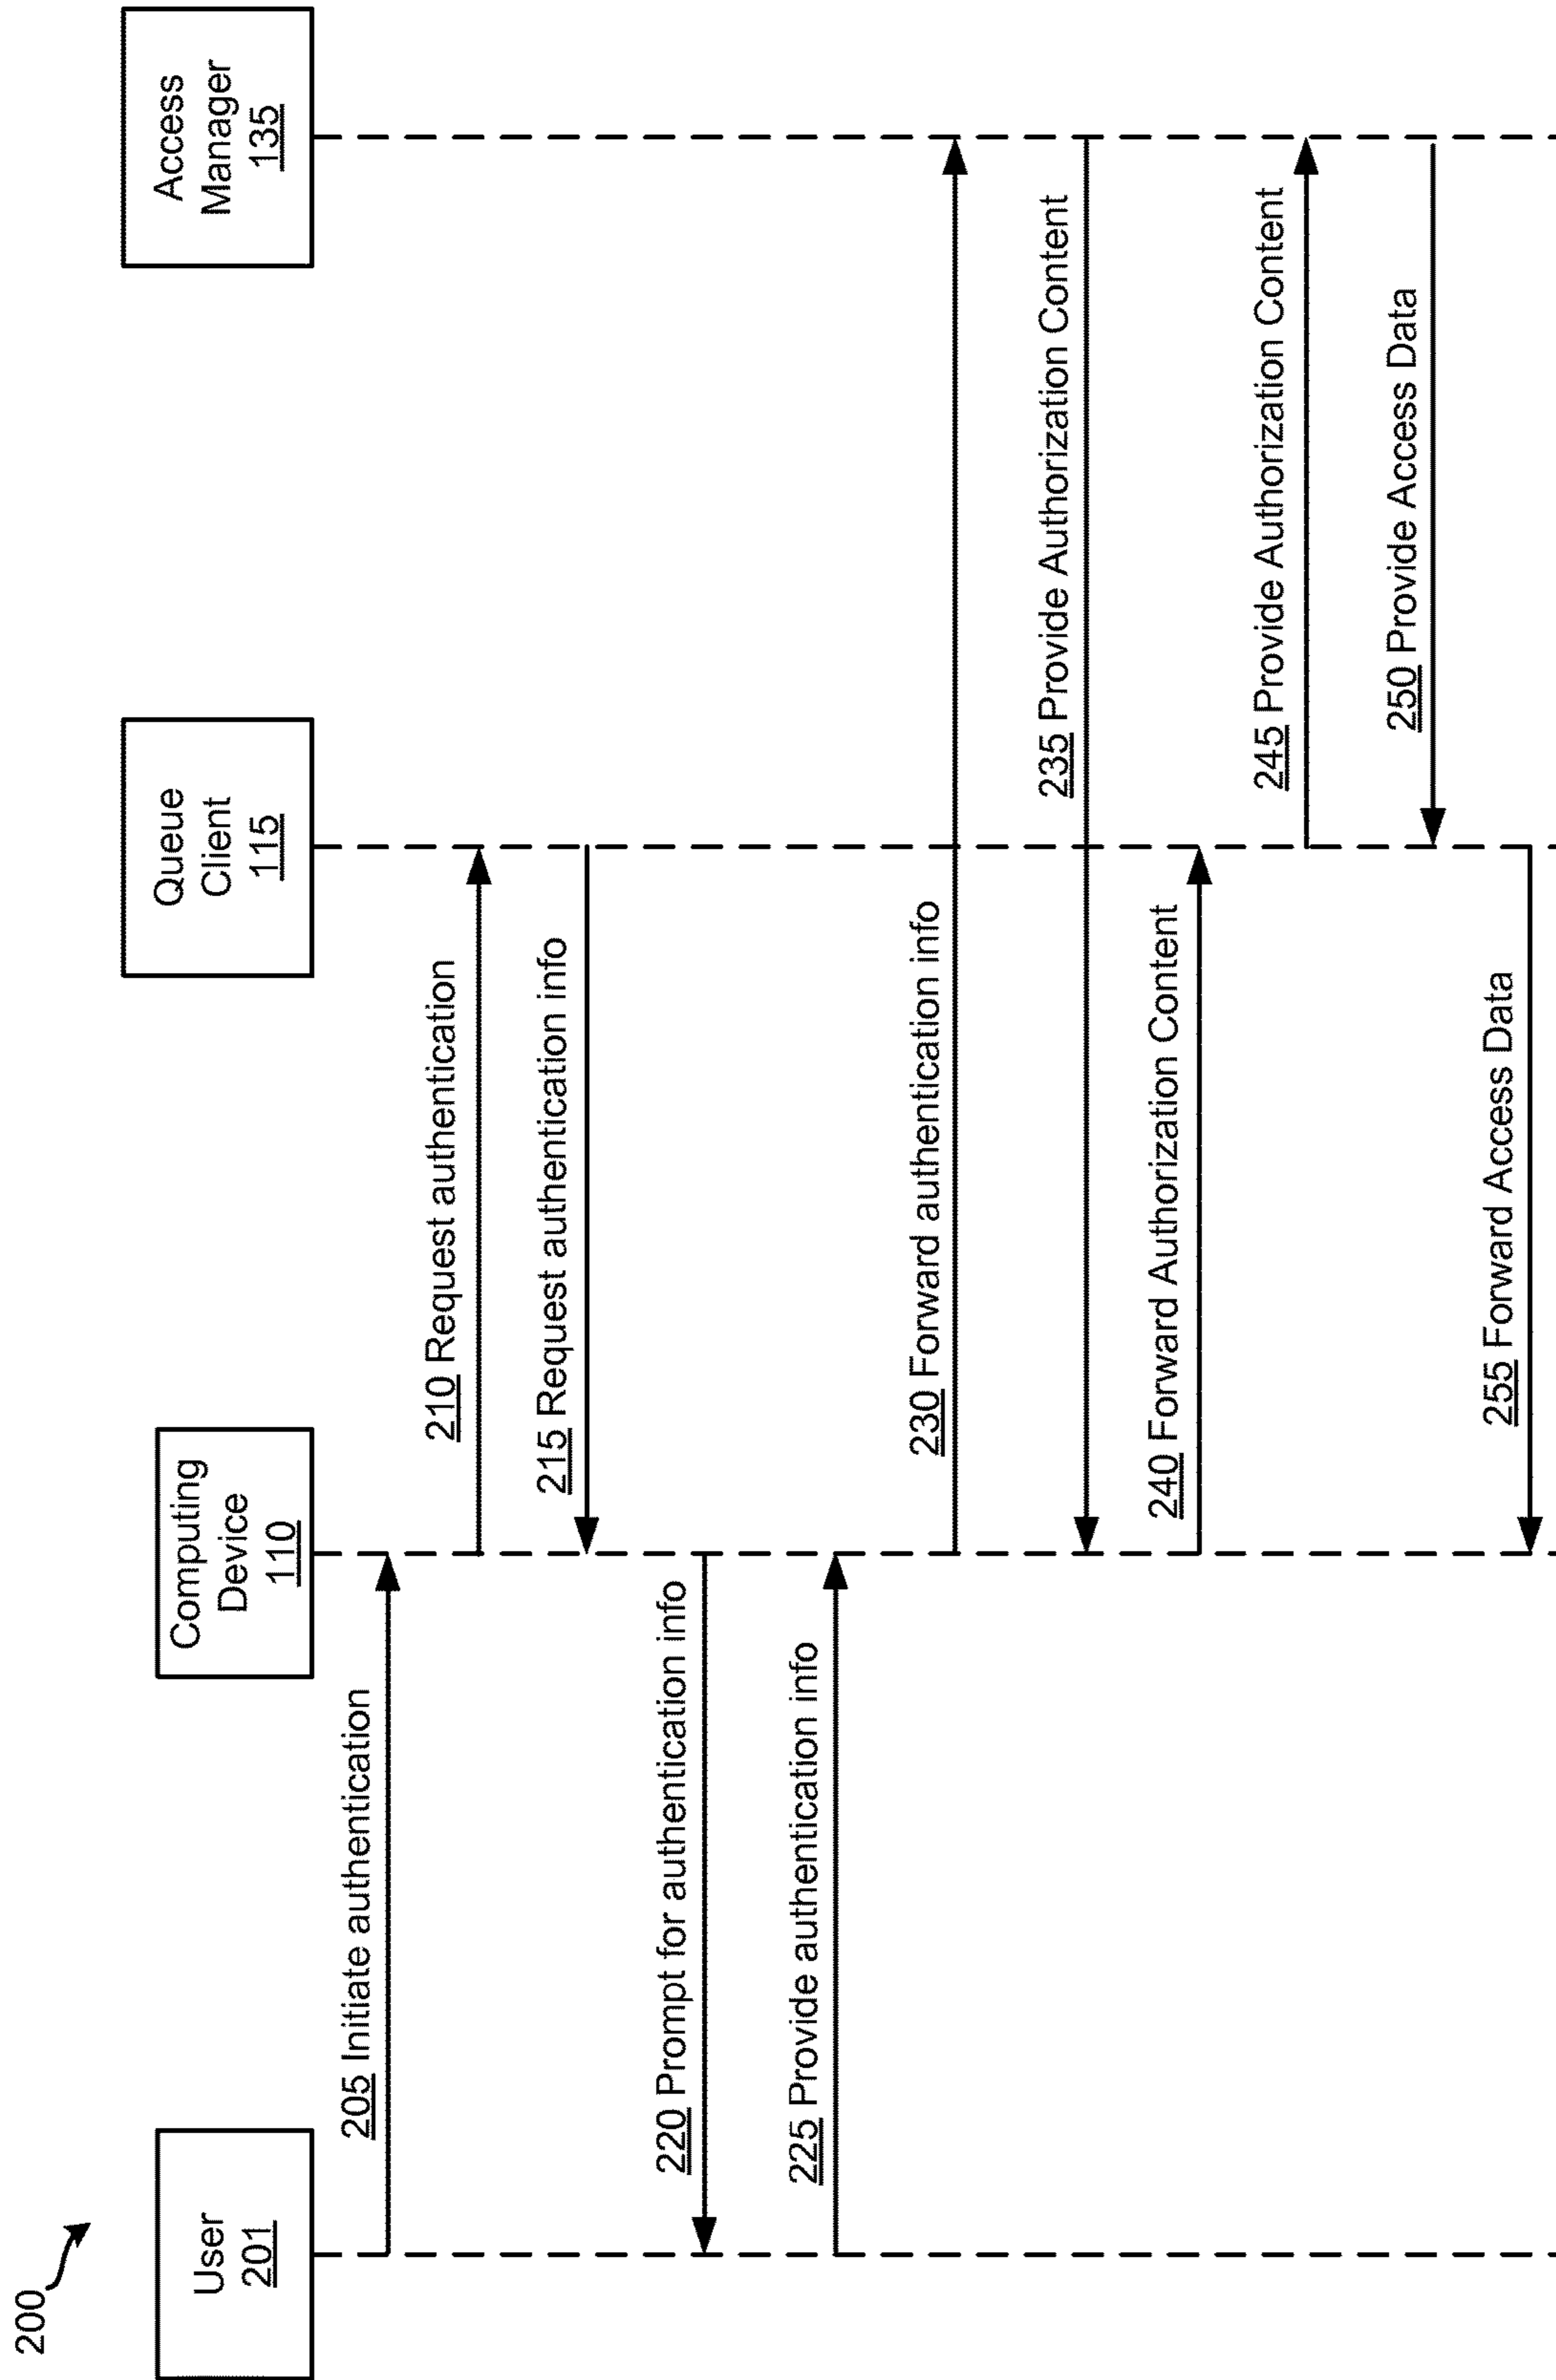 200
User
201
Computing
Device
110
Queue
Client
115
Access
Manager
135
205 Initiate authentication
210 Request authentication
215 Request authentication info
220 Prompt for authentication info
225 Provide authentication info
230 Forward authentication info
235 Provide Authorization Content
240 Forward Authorization Content
245 Provide Authorization Content
250 Provide Access Data
255 Forward Access Data